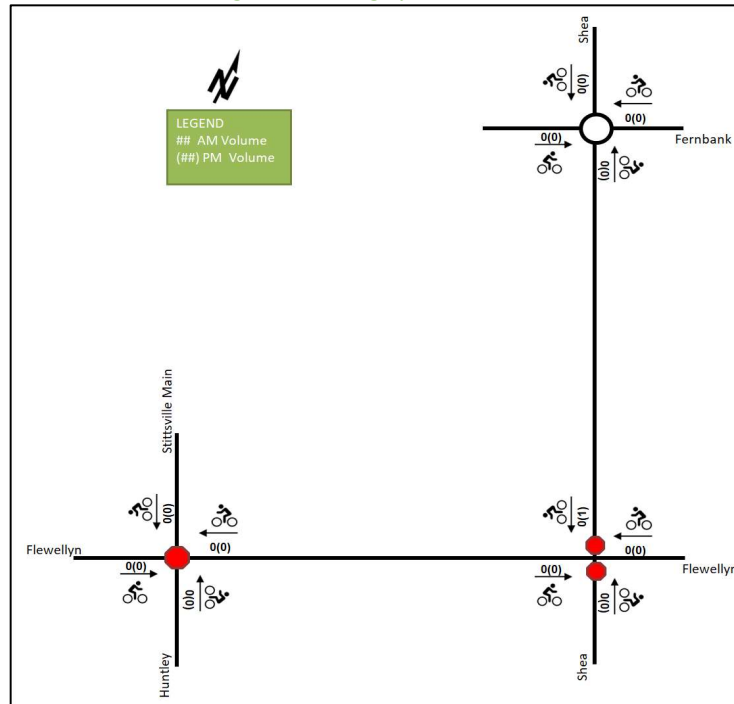 Shea
0(0)
0(0)
0(0)
0(0)
Fernbank
N
LEGEND
## AM Volume
(##) PM Volume
Stittsville Main
0(0)
0(0)
0(0)
0(0)
Flewellyn
Huntley
0(1)
0(0)
0(0)
0(0)
Flewellyn
Shea